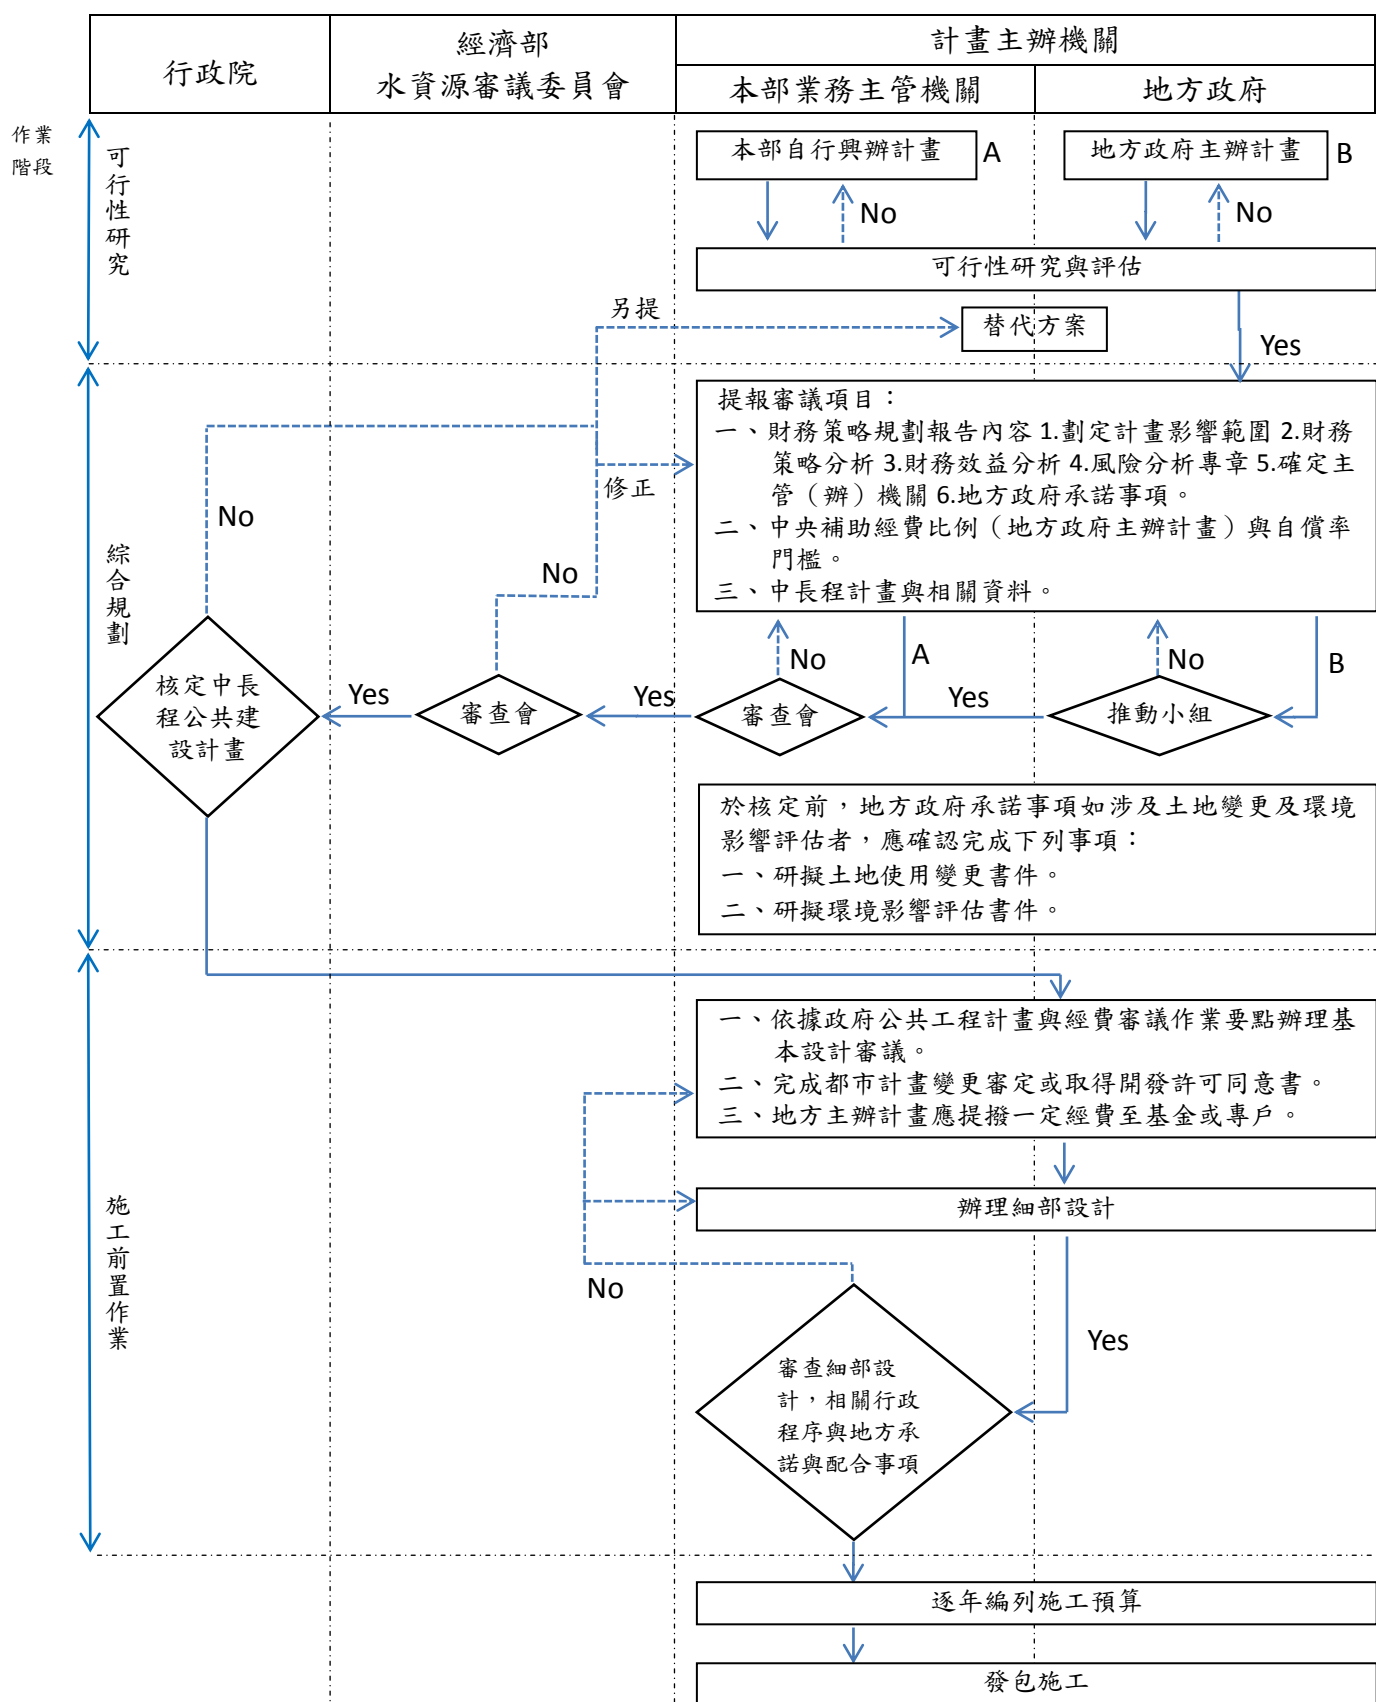 行政院
經濟部
水資源審議委員會
計畫主辦機關
本部業務主管機關
地方政府
作業
階段
可行性研究
本部自行興辦計畫
A
地方政府主辦計畫
B
No
No
可行性研究與評估
另提
替代方案
Yes
綜合規劃
提報審議項目：
一、財務策略規劃報告內容 1.劃定計畫影響範圍 2.財務
策略分析 3.財務效益分析 4.風險分析專章 5.確定主
管（辦）機關 6.地方政府承諾事項。
二、中央補助經費比例（地方政府主辦計畫）與自償率
門檻。
三、中長程計畫與相關資料。
修正
No
No
No
A
No
B
核定中長
程公共建
設計畫
Yes
審查會
Yes
審查會
Yes
推動小組
於核定前，地方政府承諾事項如涉及土地變更及環境
影響評估者，應確認完成下列事項：
一、研擬土地使用變更書件。
二、研擬環境影響評估書件。
施工前置作業
一、依據政府公共工程計畫與經費審議作業要點辦理基
本設計審議。
二、完成都市計畫變更審定或取得開發許可同意書。
三、地方主辦計畫應提撥一定經費至基金或專戶。
辦理細部設計
No
Yes
審查細部設
計，相關行政
程序與地方承
諾與配合事項
逐年編列施工預算
發包施工